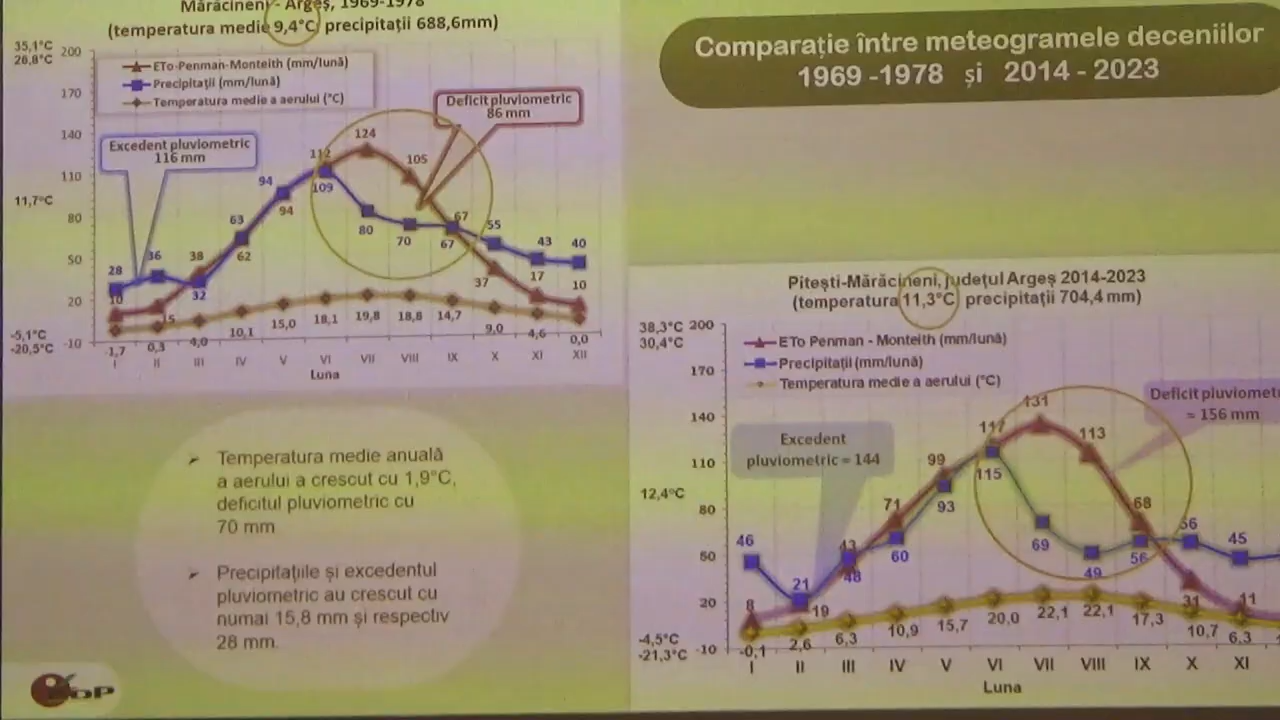 Mărăcineni - Argeș, 1969-1978
(temperatura medie 9,4°C precipitații 688,6mm)
35,1°C
26,8°C
11,7°C
-5,1°C
-20,5°C
200
170
140
110
80
50
20
-10
ETo-Penman-Monteith (mm/lună)
Precipitații (mm/lună)
Temperatura medie a aerului (°C)
Excedent pluviometric
116 mm
Deficit pluviometric
86 mm
28 36 38 63 94 112 124 105 67 55 43 40
10 15 32 62 94 109 80 70 67 37 17 10
-1,7 0,3 4,0 10,1 15,0 18,1 19,8 18,8 14,7 9,0 4,6 0,0
I II III IV V VI VII VIII IX X XI XII
Luna
Comparație între meteogramele deceniilor
1969 -1978 și 2014 - 2023
Temperatura medie anuală
a aerului a crescut cu 1,9°C,
deficitul pluviometric cu
70 mm
Precipitațiile și excedentul
pluviometric au crescut cu
numai 15,8 mm și respectiv
28 mm.
Pitești-Mărăcineni, județul Argeș 2014-2023
(temperatura 11,3°C precipitații 704,4 mm)
38,3°C
30,4°C
12,4°C
-4,5°C
-21,3°C
200
170
140
110
80
50
20
-10
ETo Penman - Monteith (mm/lună)
Precipitații (mm/lună)
Temperatura medie a aerului (°C)
Excedent
pluviometric = 144
Deficit pluviomet
= 156 mm
46 21 43 71 99 117 131 113 68 56 45
8 19 48 60 93 115 69 49 56 31 11
-0,1 2,6 6,3 10,9 15,7 20,0 22,1 22,1 17,3 10,7 6,3
I II III IV V VI VII VIII IX X XI
Luna